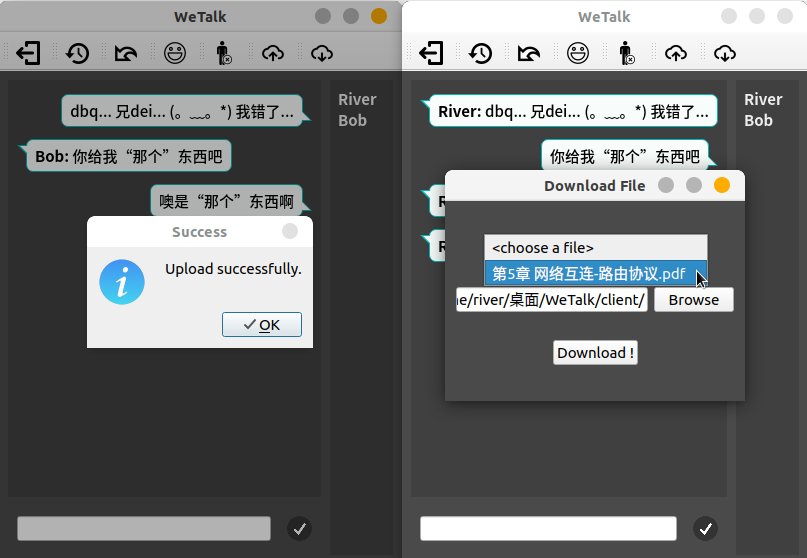 WeTalk
River
Bob
dbq... 兄dei... (。﹏。*) 我错了...
Bob: 你给我“那个”东西吧
噢是“那个”东西啊
Success
Upload successfully.
OK
WeTalk
River
Bob
River: dbq... 兄dei... (。﹏。*) 我错了...
你给我“那个”东西吧
R
R
Download File
<choose a file>
第5章 网络互连-路由协议.pdf
e/river/桌面/WeTalk/client/
Browse
Download !